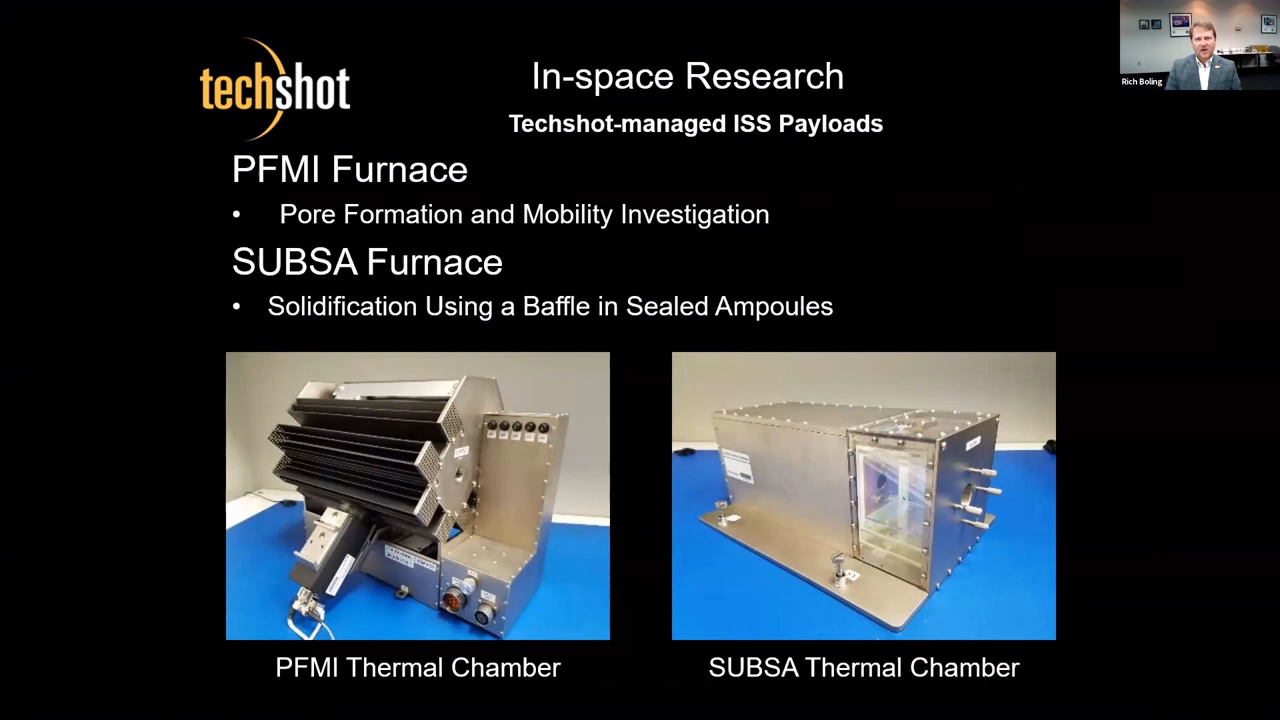 techshot
In-space Research
Techshot-managed ISS Payloads
Rich Boling
PFMI Furnace
• Pore Formation and Mobility Investigation
SUBSA Furnace
• Solidification Using a Baffle in Sealed Ampoules
PFMI Thermal Chamber
SUBSA Thermal Chamber